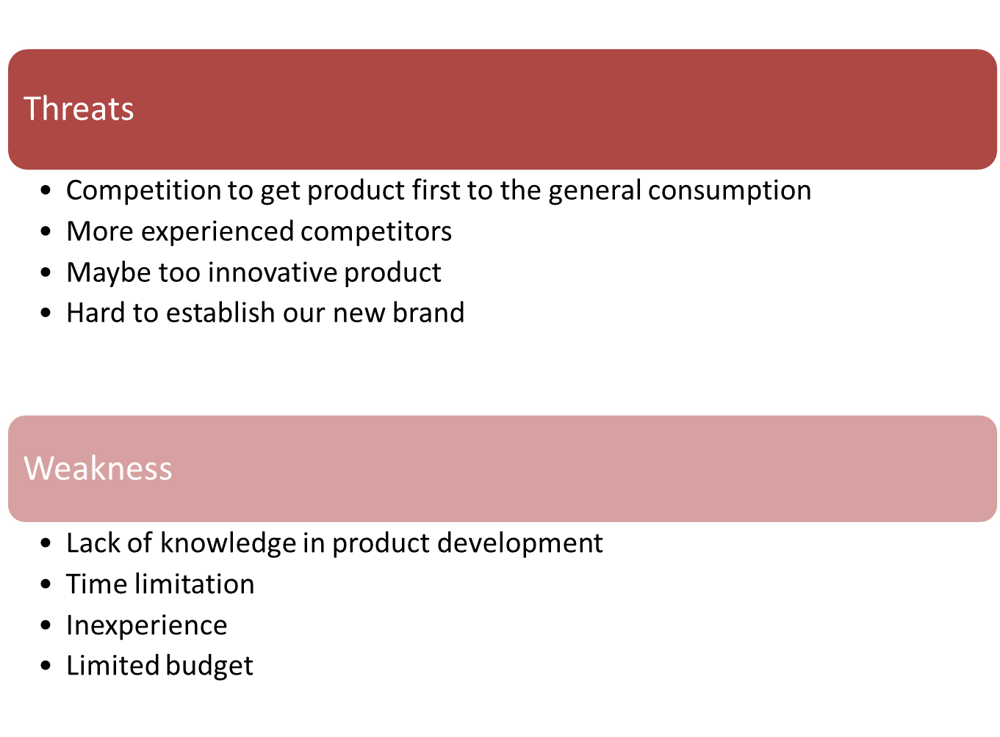 Threats
• Competition to get product first to the general consumption
• More experienced competitors
• Maybe too innovative product
• Hard to establish our new brand
Weakness
• Lack of knowledge in product development
• Time limitation
• Inexperience
• Limited budget